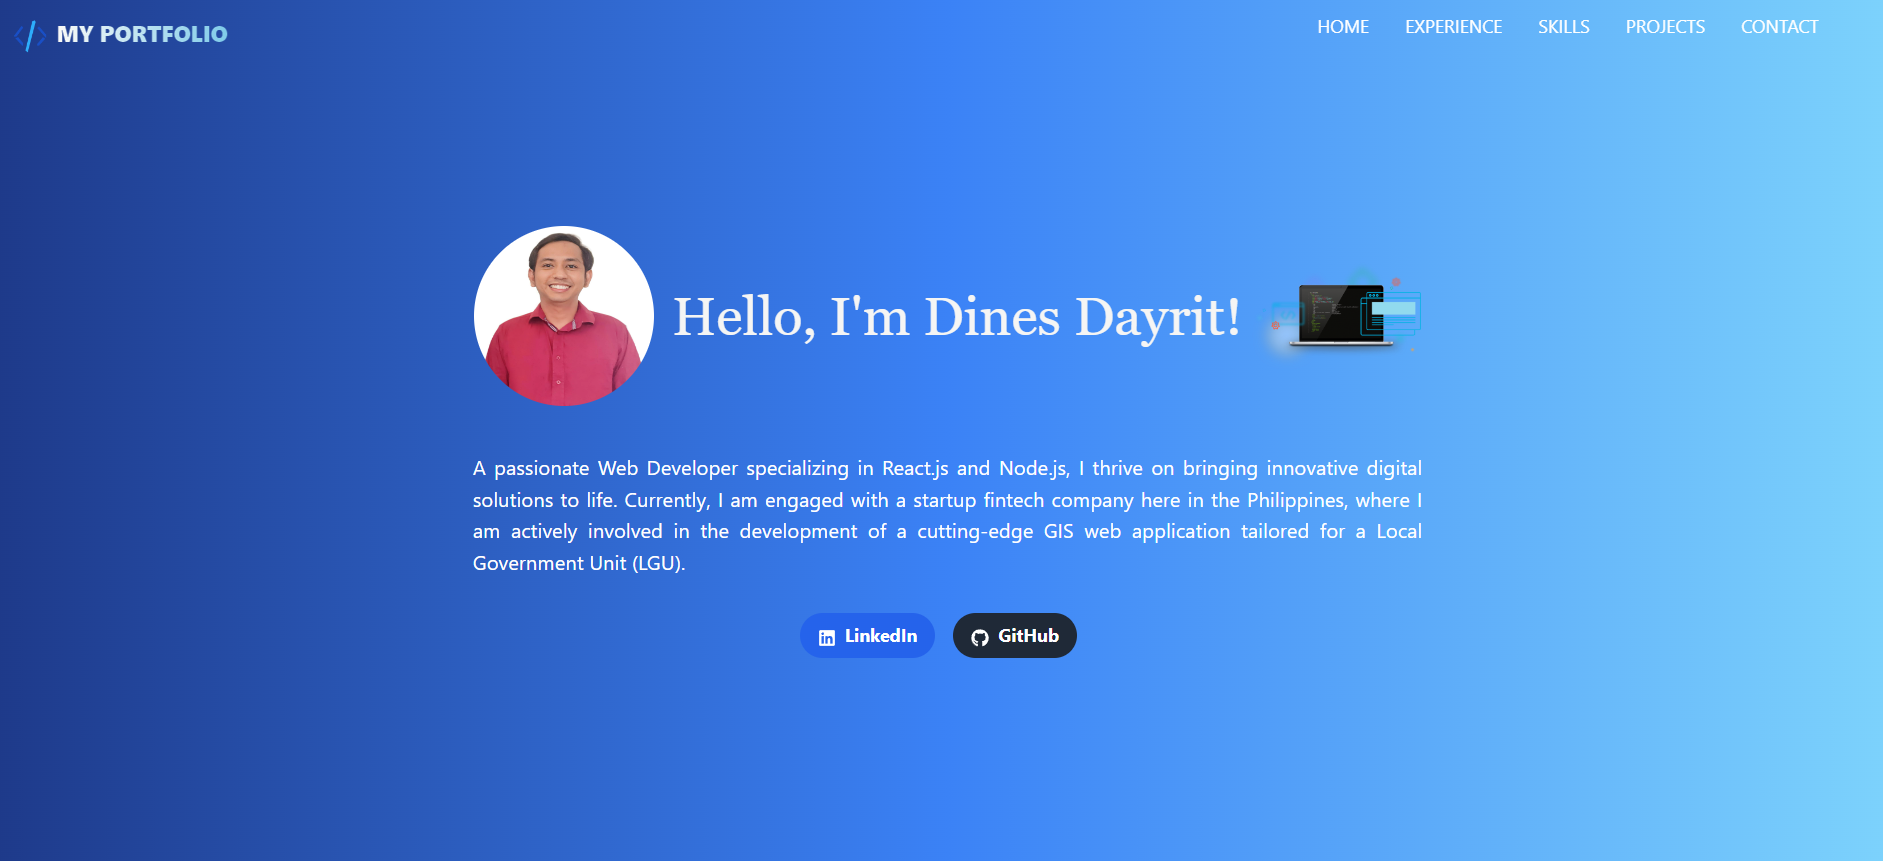 MY PORTFOLIO
HOME EXPERIENCE SKILLS PROJECTS CONTACT
Hello, I'm Dines Dayrit!
A passionate Web Developer specializing in React.js and Node.js, I thrive on bringing innovative digital
solutions to life. Currently, I am engaged with a startup fintech company here in the Philippines, where I
am actively involved in the development of a cutting-edge GIS web application tailored for a Local
Government Unit (LGU).
LinkedIn
GitHub